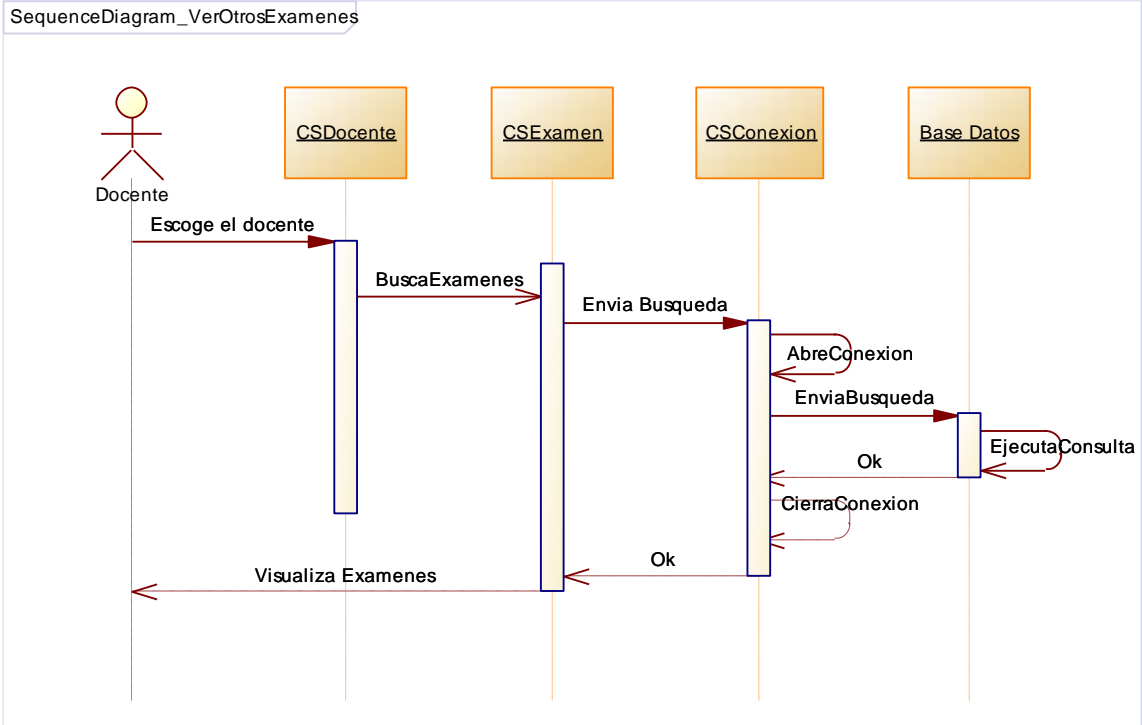 SequenceDiagram_VerOtrosExamenes
CSDocente
CSExamen
CSConexion
Base Datos
Docente
Escoge el docente
BuscaExamenes
Envia Busqueda
AbreConexion
EnviaBusqueda
EjecutaConsulta
Ok
CierraConexion
Ok
Visualiza Examenes